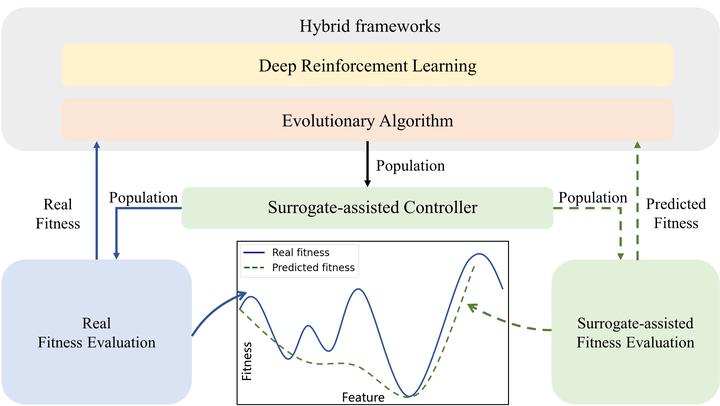 Hybrid frameworks
Deep Reinforcement Learning
Evolutionary Algorithm
Population
Real
Fitness
Population
Surrogate-assisted Controller
Population
Predicted
Fitness
Real fitness
Predicted fitness
Fitness
Feature
Real
Fitness Evaluation
Surrogate-assisted
Fitness Evaluation